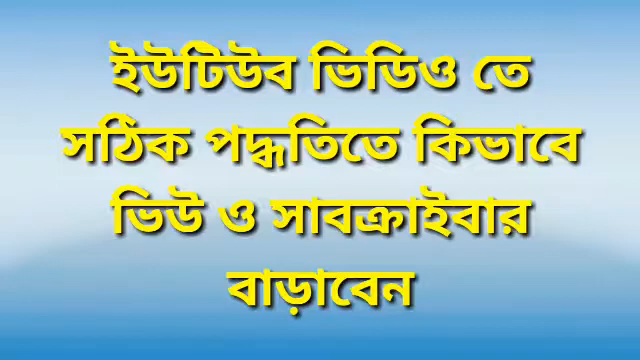 ইউটিউব ভিডিও তে
সঠিক পদ্ধতিতে কিভাবে
ভিউ ও সাবক্রাইবার
বাড়াবেন